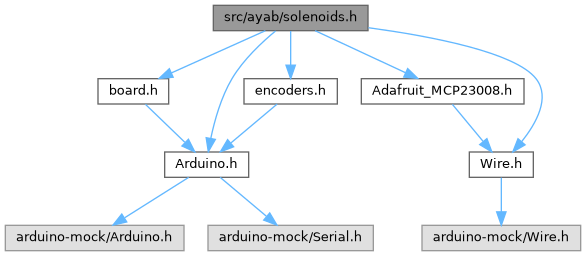 src/ayab/solenoids.h
board.h
encoders.h
Adafruit_MCP23008.h
Arduino.h
Wire.h
arduino-mock/Arduino.h
arduino-mock/Serial.h
arduino-mock/Wire.h